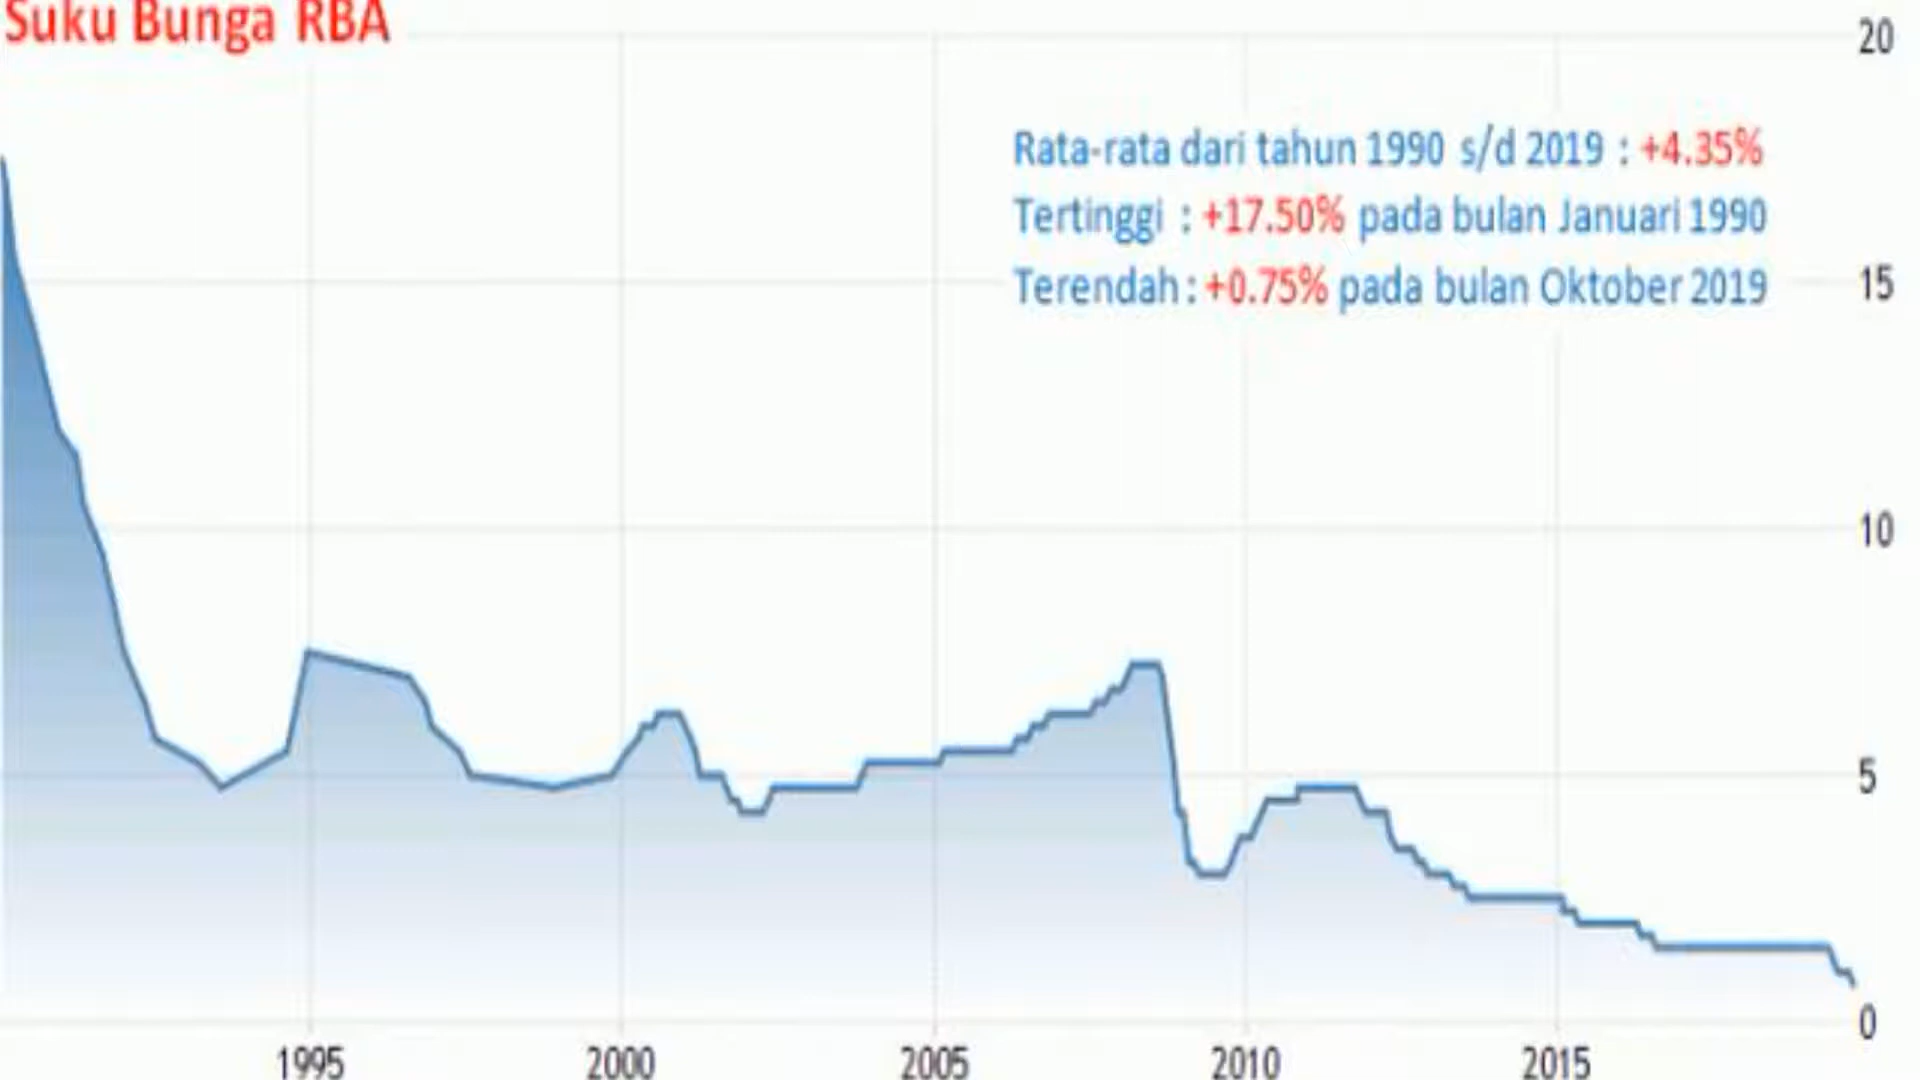 Suku Bunga RBA
20
Rata-rata dari tahun 1990 s/d 2019 : +4.35%
Tertinggi : +17.50% pada bulan Januari 1990
Terendah : +0.75% pada bulan Oktober 2019
15
10
5
0
1995 2000 2005 2010 2015